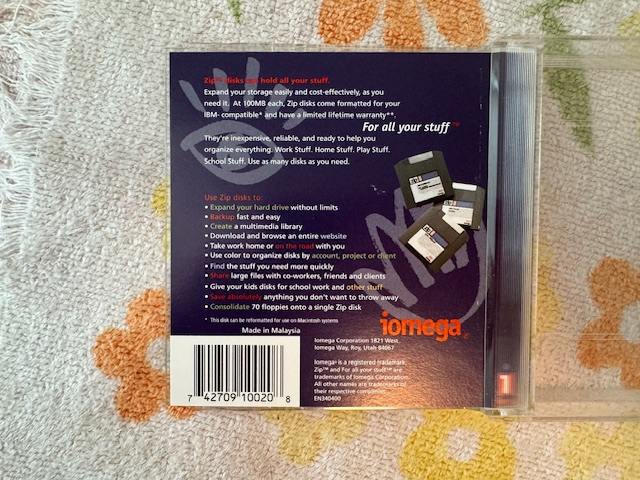 Zip™ disks can hold all your stuff.
Expand your storage easily and cost-effectively, as you
need it. At 100MB each, Zip disks come formatted for your
IBM- compatible* and have a limited lifetime warranty**.
For all your stuff™
They're inexpensive, reliable, and ready to help you
organize everything. Work Stuff. Home Stuff. Play Stuff.
School Stuff. Use as many disks as you need.
Use Zip disks to:
• Expand your hard drive without limits
• Backup fast and easy
• Create a multimedia library
• Download and browse an entire website
• Take work home or on the road with you
• Use color to organize disks by account, project or client
• Find the stuff you need more quickly
• Share large files with co-workers, friends and clients
• Give your kids disks for school work and other stuff
• Save absolutely anything you don't want to throw away
• Consolidate 70 floppies onto a single Zip disk
* This disk can be reformatted for use on Macintosh systems
Made in Malaysia
7 42709 10020 8
iomega
Iomega Corporation 1821 West,
Iomega Way, Roy, Utah 84067
Iomega® is a registered trademark.
Zip™ and For all your stuff™ are
trademarks of Iomega Corporation.
All other names are trademarks of
their respective companies.
EN340400